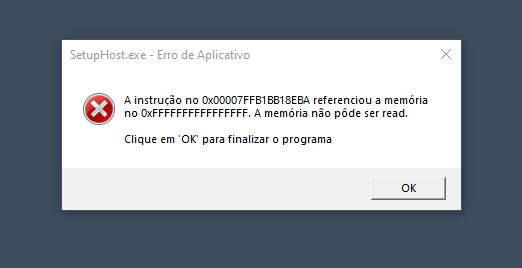 SetupHost.exe - Erro de Aplicativo
A instrução no 0x00007FFB1BB18EBA referenciou a memória
no 0xFFFFFFFFFFFFFFFF. A memória não pôde ser read.
Clique em 'OK' para finalizar o programa
OK